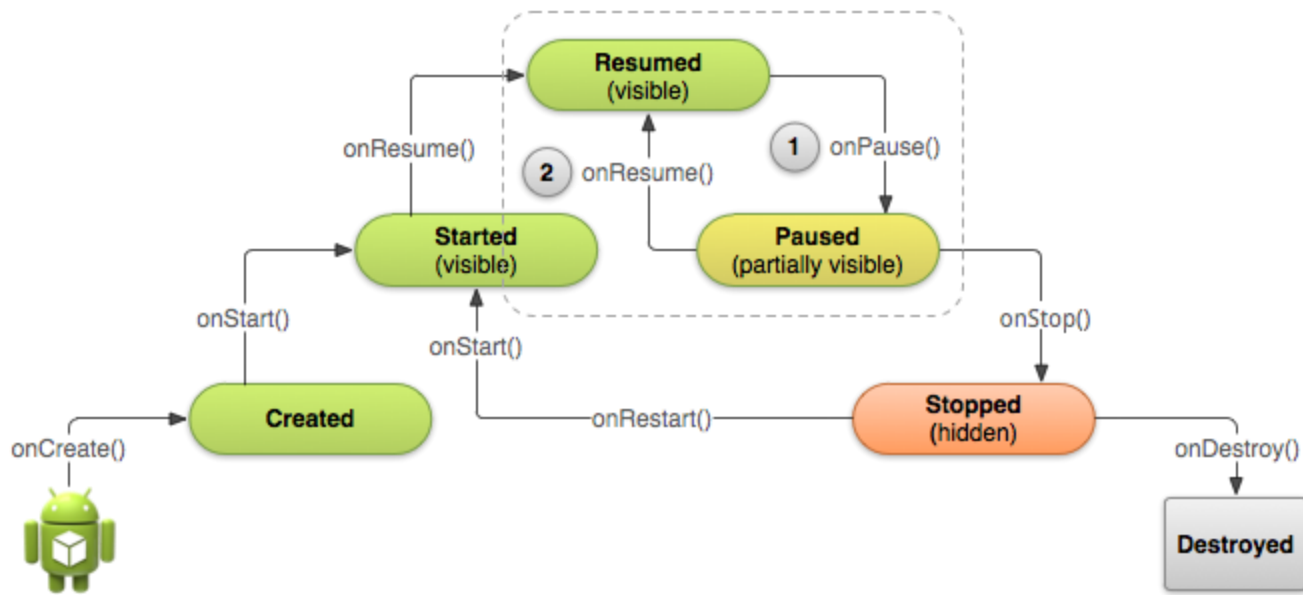 Resumed
(visible)
onResume()
2
onResume()
1
onPause()
Started
(visible)
Paused
(partially visible)
onStart()
onStart()
onStop()
Created
onRestart()
Stopped
(hidden)
onCreate()
onDestroy()
Destroyed